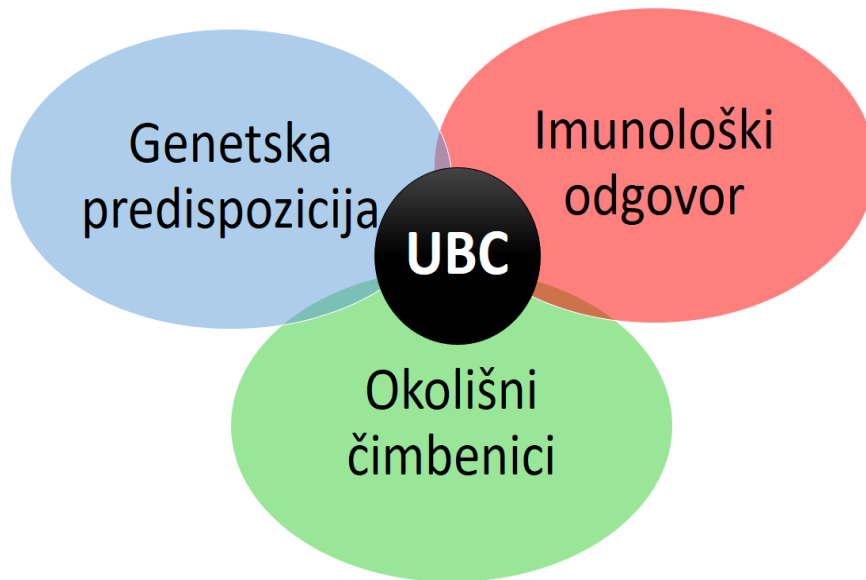 Genetska
predispozicija
Imunološki
odgovor
UBC
Okolišni
čimbenici